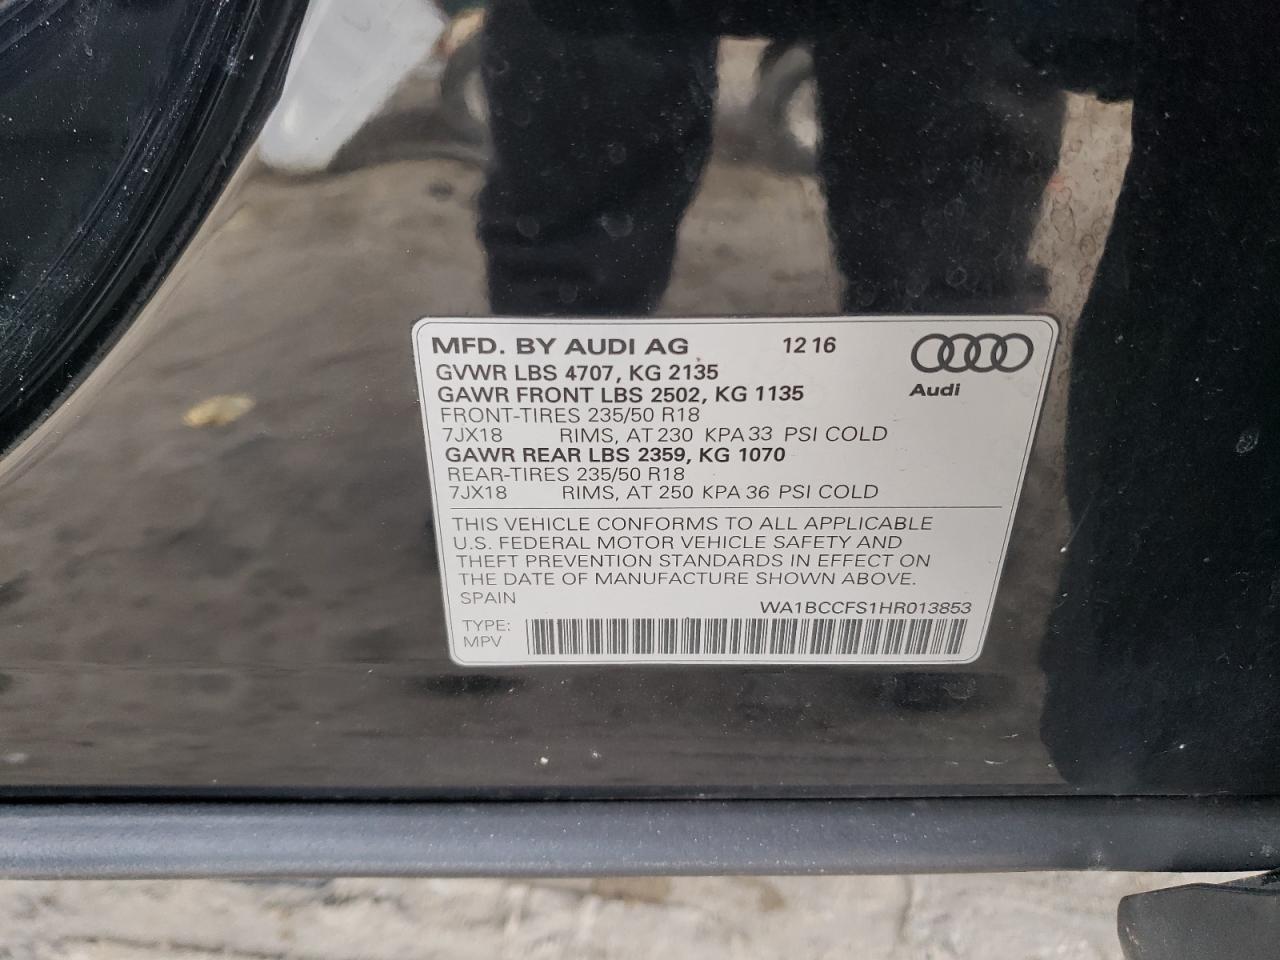 MFD. BY AUDI AG 12 16
GVWR LBS 4707, KG 2135
Audi
GAWR FRONT LBS 2502, KG 1135
FRONT-TIRES 235/50 R18
7JX18 RIMS, AT 230 KPA 33 PSI COLD
GAWR REAR LBS 2359, KG 1070
REAR-TIRES 235/50 R18
7JX18 RIMS, AT 250 KPA 36 PSI COLD
THIS VEHICLE CONFORMS TO ALL APPLICABLE
U.S. FEDERAL MOTOR VEHICLE SAFETY AND
THEFT PREVENTION STANDARDS IN EFFECT ON
THE DATE OF MANUFACTURE SHOWN ABOVE.
SPAIN
WA1BCCFS1HR013853
TYPE:
MPV